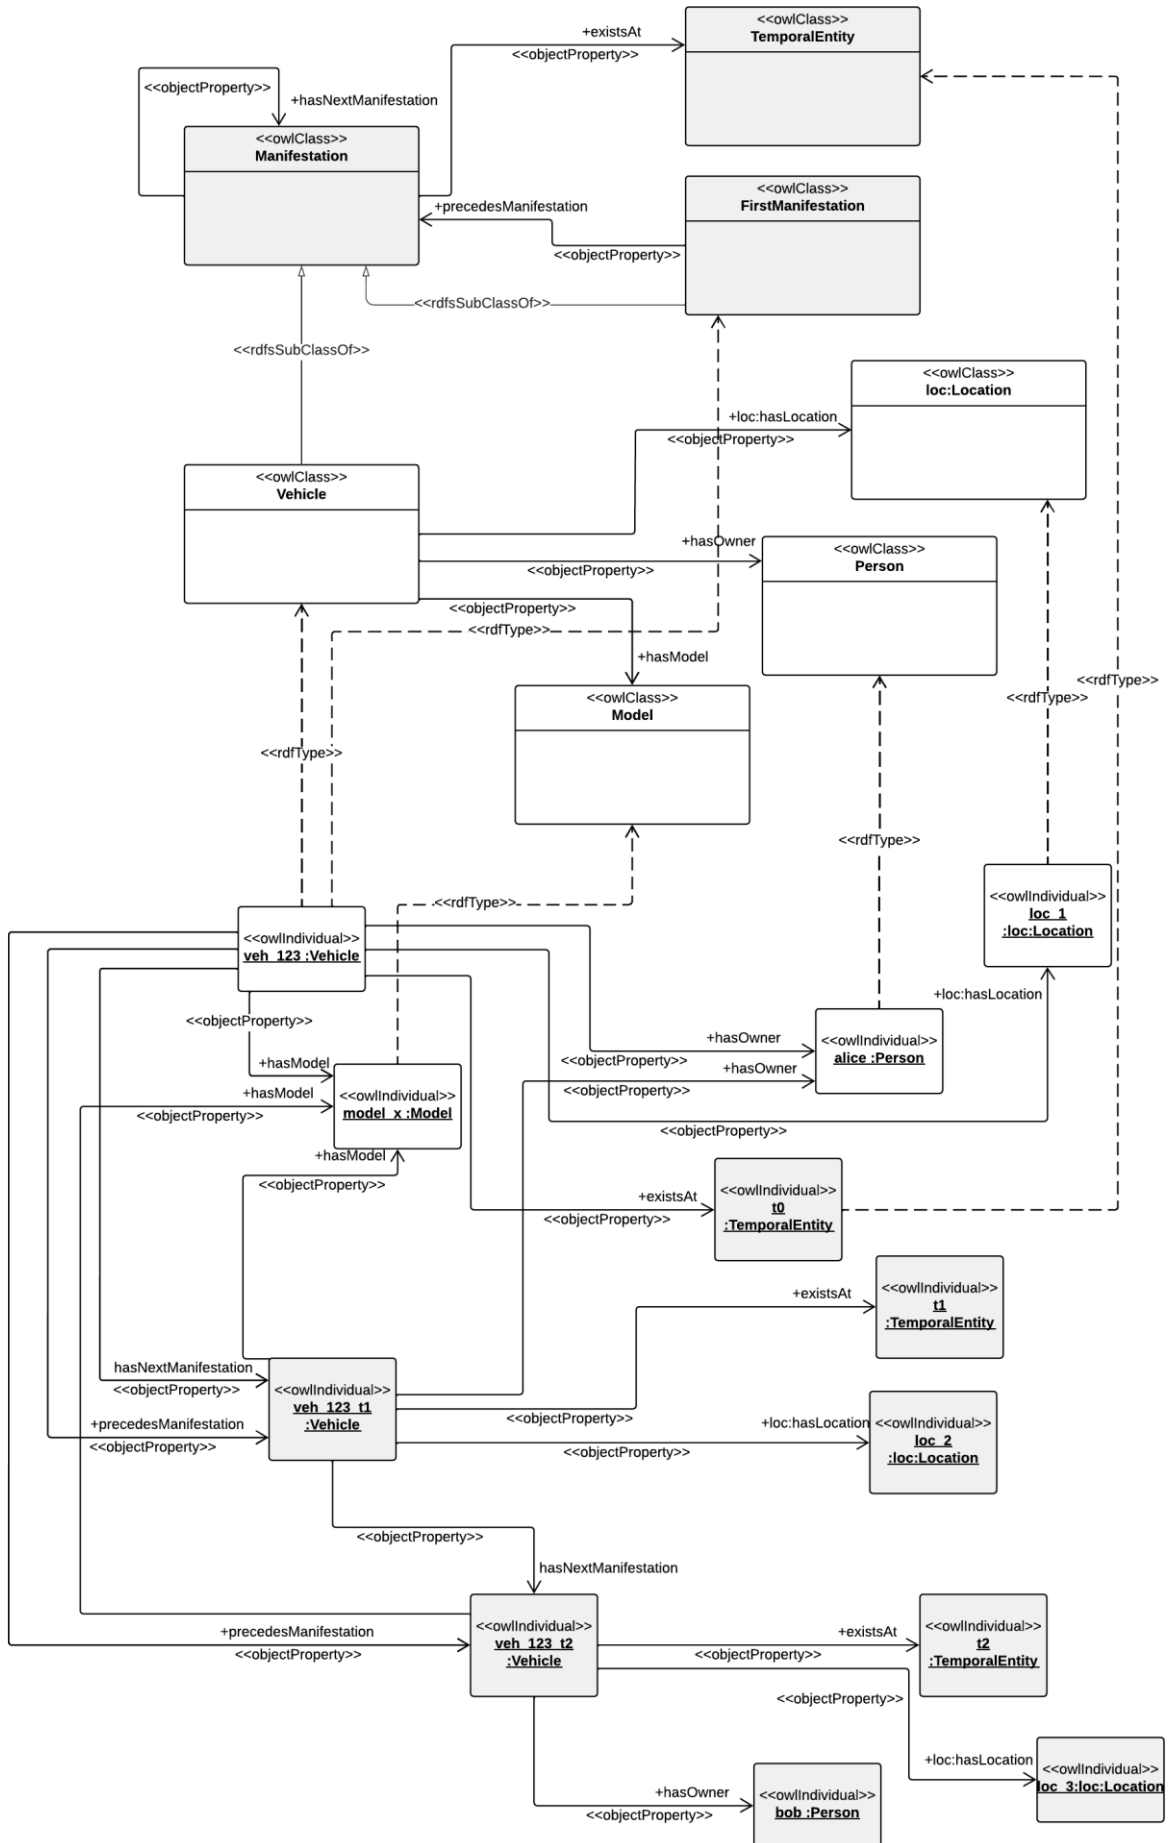 <<owlClass>>
TemporalEntity
+existsAt
<<objectProperty>>
<<objectProperty>>
+hasNextManifestation
<<owlClass>>
Manifestation
<<owlClass>>
FirstManifestation
+precedesManifestation
<<objectProperty>>
<<rdfsSubClassOf>>
<<rdfsSubClassOf>>
<<owlClass>>
loc:Location
+loc:hasLocation
<<objectProperty>>
<<owlClass>>
Vehicle
+hasOwner
<<objectProperty>>
<<owlClass>>
Person
<<objectProperty>>
<<rdfType>>
+hasModel
<<owlClass>>
Model
<<rdfType>>
<<rdfType>>
<<rdfType>>
<<rdfType>>
<<rdfType>>
<<owlIndividual>>
loc_1
:loc:Location
<<owlIndividual>>
veh_123 :Vehicle
+loc:hasLocation
<<objectProperty>>
+hasModel
+hasOwner
<<objectProperty>>
<<owlIndividual>>
alice :Person
+hasOwner
<<objectProperty>>
+hasModel
<<objectProperty>>
<<owlIndividual>>
model_x :Model
<<objectProperty>>
+hasModel
<<objectProperty>>
+existsAt
<<objectProperty>>
<<owlIndividual>>
t0
:TemporalEntity
+existsAt
<<owlIndividual>>
t1
:TemporalEntity
hasNextManifestation
<<objectProperty>>
<<owlIndividual>>
veh_123_t1
:Vehicle
<<objectProperty>>
+precedesManifestation
<<objectProperty>>
+loc:hasLocation
<<objectProperty>>
<<owlIndividual>>
loc_2
:loc:Location
<<objectProperty>>
hasNextManifestation
+precedesManifestation
<<objectProperty>>
<<owlIndividual>>
veh_123_t2
:Vehicle
+existsAt
<<objectProperty>>
<<owlIndividual>>
t2
:TemporalEntity
<<objectProperty>>
+loc:hasLocation
<<owlIndividual>>
loc_3:loc:Location
+hasOwner
<<objectProperty>>
<<owlIndividual>>
bob :Person